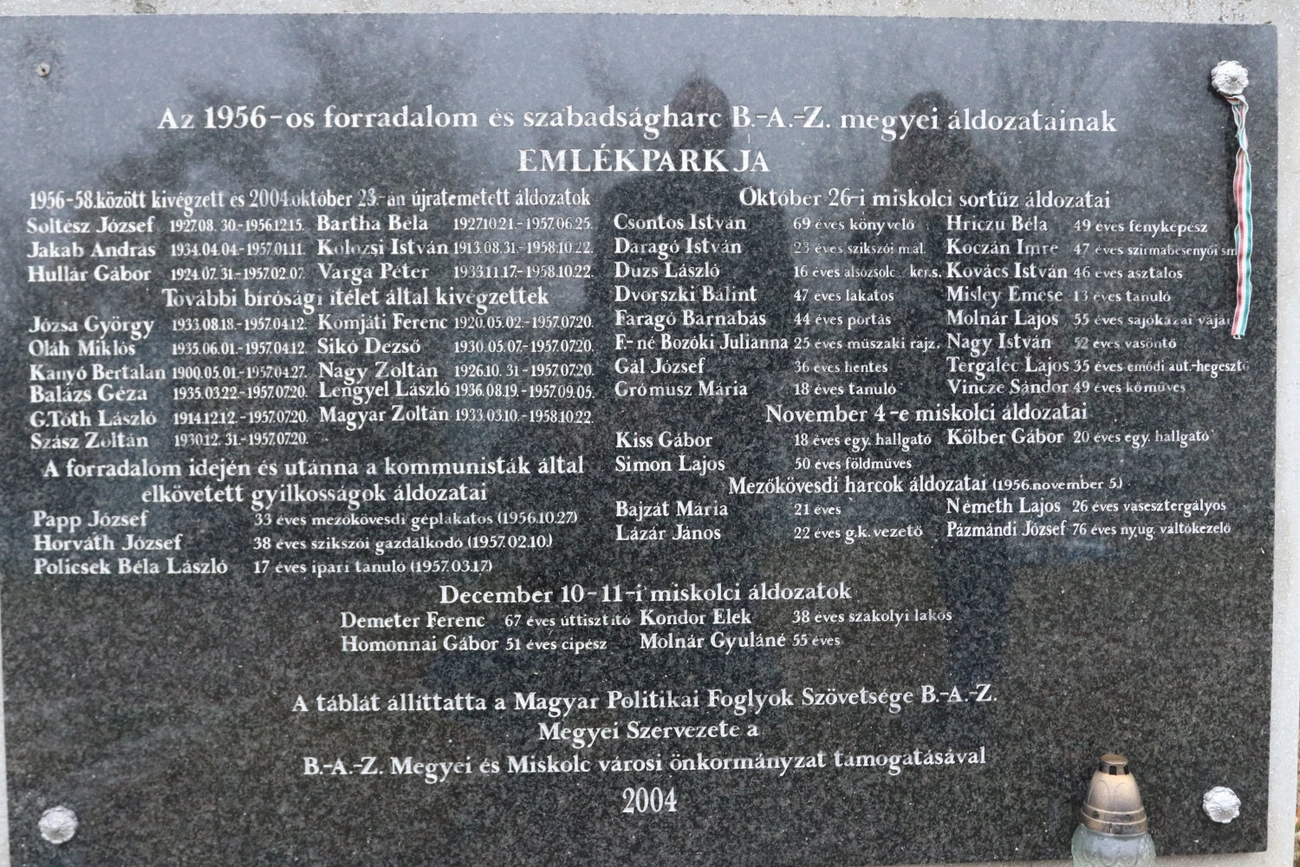 Az 1956-os forradalom és szabadságharc B.-A.-Z. megyei áldozatainak
EMLÉKPARKJA
1956-58.között kivégzett és 2004.október 23.-án újratemetett áldozatok
Soltész József 1927.08.30.-1956.12.15. Bartha Béla 1927.10.21.-1957.06.25.
Jakab András 1934.04.04.-1957.01.11. Kolozsi István 1913.08.31.-1958.10.22.
Hullár Gábor 1924.07.31.-1957.02.07. Varga Péter 1933.11.17.-1958.10.22.
További bírósági ítélet által kivégzettek
Józsa György 1933.08.18.-1957.04.12. Komjáti Ferenc 1920.05.02.-1957.07.20.
Oláh Miklós 1935.06.01.-1957.04.12. Sikó Dezső 1930.05.07.-1957.07.20.
Kányó Bertalan 1900.05.01.-1957.04.27. Nagy Zoltán 1926.10.31.-1957.07.20.
Balázs Géza 1935.03.22.-1957.07.20. Lengyel László 1936.08.19.-1957.09.05.
G.Tóth László 1914.12.12.-1957.07.20. Magyar Zoltán 1933.03.10.-1958.10.22.
Szász Zoltán 1930.12.31.-1957.07.20.
A forradalom idején és utánna a kommunisták által
elkövetett gyilkosságok áldozatai
Papp József 33 éves mezőkövesdi géplakatos (1956.10.27)
Horváth József 38 éves szikszói gazdálkodó (1957.02.10.)
Policsek Béla László 17 éves ipari tanuló (1957.03.17)
Október 26-i miskolci sortűz áldozatai
Csontos István 69 éves könyvelő Hriczu Béla 49 éves fényképész
Daragó István 23 éves szikszói mál. Koczán Imre 47 éves szirmabesenyői
Duzs László 16 éves alsózsolc. ker.s. Kovács István 46 éves asztalos
Dvorszki Bálint 47 éves lakatos Misley Emese 13 éves tanuló
Faragó Barnabás 44 éves portás Molnár Lajos 55 éves sajókazai vájár
F.-né Bozóki Julianna 25 éves műszaki rajz. Nagy István 52 éves vasöntő
Gál József 36 éves hentes Tergalec Lajos 35 éves emődi aut.-hegesztő
Grómusz Mária 18 éves tanuló Vincze Sándor 49 éves kőműves
November 4-e miskolci áldozatai
Kiss Gábor 18 éves egy. hallgató Kölber Gábor 20 éves egy. hallgató
Simon Lajos 50 éves földműves
Mezőkövesdi harcok áldozatai (1956.november 5.)
Bajzát Mária 21 éves Németh Lajos 26 éves vasesztergályos
Lázár János 22 éves g.k.vezető Pázmándi József 76 éves nyug. váltókezelő
December 10-11-i miskolci áldozatok
Demeter Ferenc 67 éves úttisztító Kondor Elek 38 éves szakolyi lakos
Homonnai Gábor 51 éves cipész Molnár Gyuláné 55 éves
A táblát állíttatta a Magyar Politikai Foglyok Szövetsége B.-A.-Z.
Megyei Szervezete a
B.-A.-Z. Megyei és Miskolc városi önkormányzat támogatásával
2004